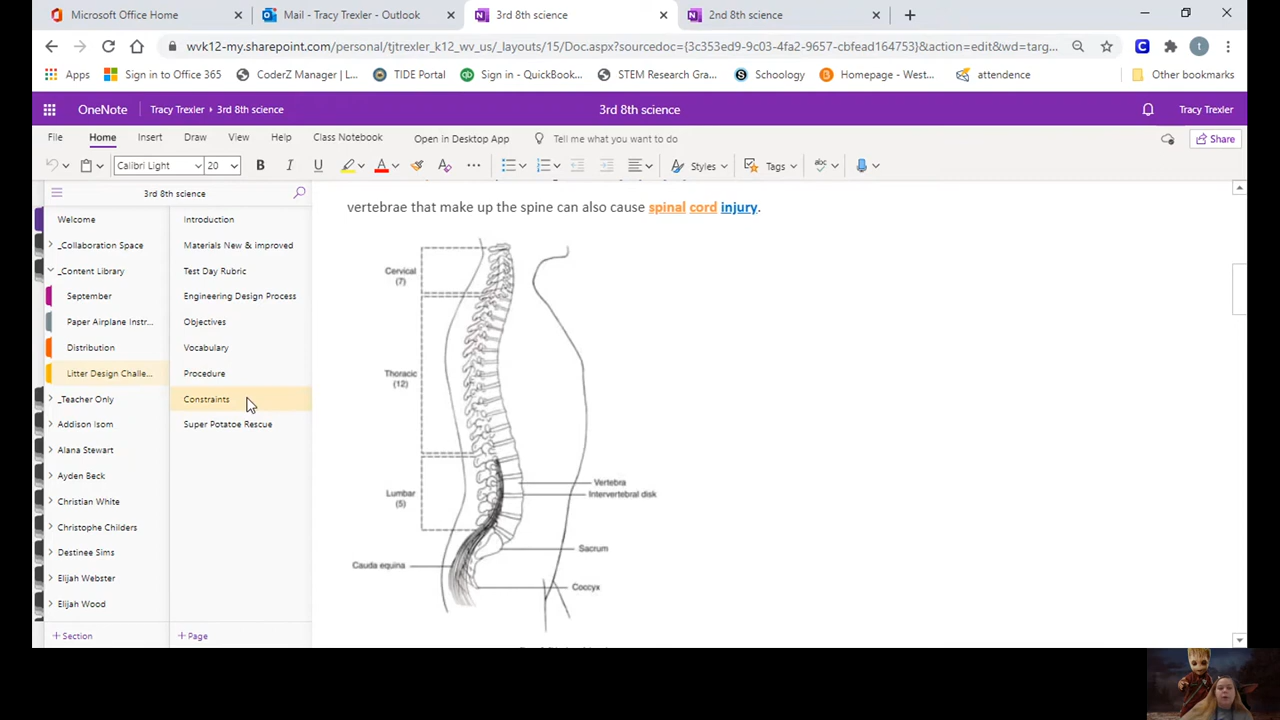 Microsoft Office Home
Mail - Tracy Trexler - Outlook
3rd 8th science
2nd 8th science
wvk12-my.sharepoint.com/personal/tjtrexler_k12_wv_us/_layouts/15/Doc.aspx?sourcedoc={3c353ed9-9c03-4fa2-9657-cbfead164753}&action=edit&wd=targ...
Apps
Sign in to Office 365
CoderZ Manager | L...
TIDE Portal
Sign in - QuickBook...
STEM Research Gra...
Schoology
Homepage - West...
attendence
Other bookmarks
OneNote
Tracy Trexler › 3rd 8th science
3rd 8th science
Tracy Trexler
File
Home
Insert
Draw
View
Help
Class Notebook
Open in Desktop App
Tell me what you want to do
Share
Calibri Light
20
B
I
U
Styles
Tags
3rd 8th science
Welcome
_Collaboration Space
_Content Library
September
Paper Airplane Instr...
Distribution
Litter Design Challe...
_Teacher Only
Addison Isom
Alana Stewart
Ayden Beck
Christian White
Christophe Childers
Destinee Sims
Elijah Webster
Elijah Wood
+ Section
Introduction
Materials New & improved
Test Day Rubric
Engineering Design Process
Objectives
Vocabulary
Procedure
Constraints
Super Potatoe Rescue
+ Page
vertebrae that make up the spine can also cause spinal cord injury.
Cervical
(7)
Thoracic
(12)
Lumbar
(5)
Vertebra
Intervertebral disk
Sacrum
Cauda equina
Coccyx